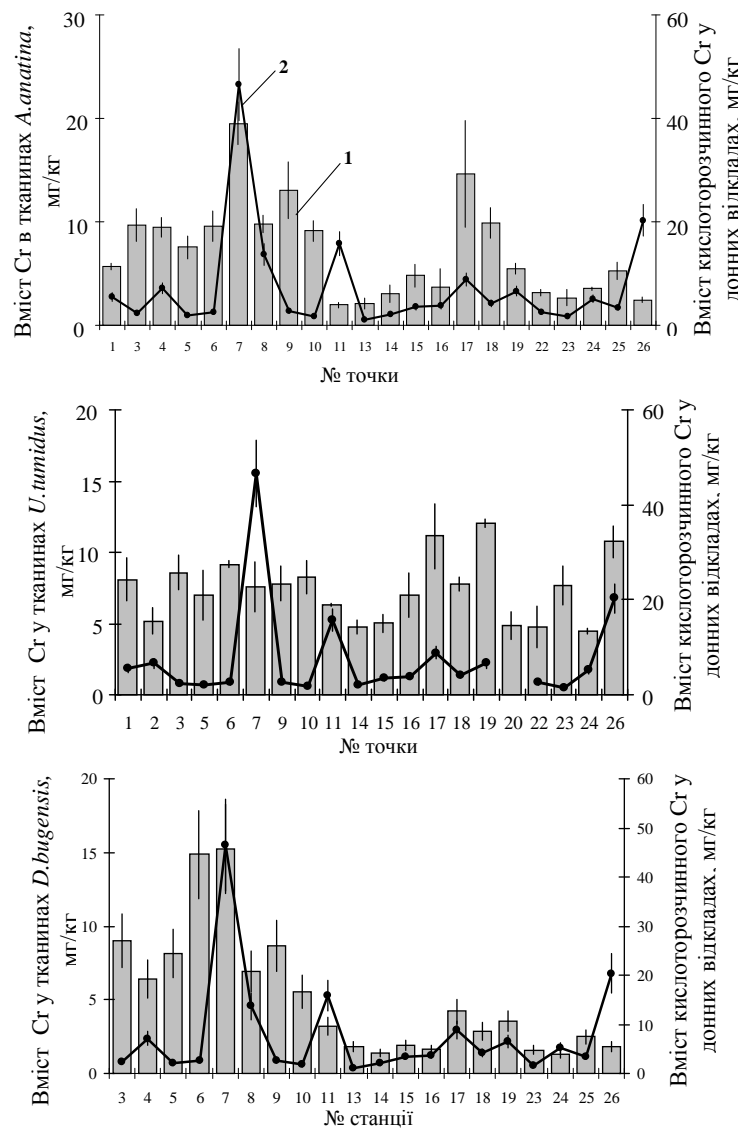 Вміст Cr в тканинах A.anatina,
мг/кг
30
20
10
0
2
1
60
40
20
0
Вміст кислоторозчинного Cr у
донних відкладах, мг/кг
1 3 4 5 6 7 8 9 10 11 13 14 15 16 17 18 19 22 23 24 25 26
№ точки
Вміст Cr у тканинах U.tumidus,
мг/кг
20
15
10
5
0
60
40
20
0
Вміст кислоторозчинного Cr у
донних відкладах, мг/кг
1 2 3 5 6 7 9 10 11 14 15 16 17 18 19 20 22 23 24 26
№ точки
Вміст Cr у тканинах D.bugensis,
мг/кг
20
15
10
5
0
60
50
40
30
20
10
0
Вміст кислоторозчинного Cr у
донних відкладах, мг/кг
3 4 5 6 7 8 9 10 11 13 14 15 16 17 18 19 23 24 25 26
№ станції